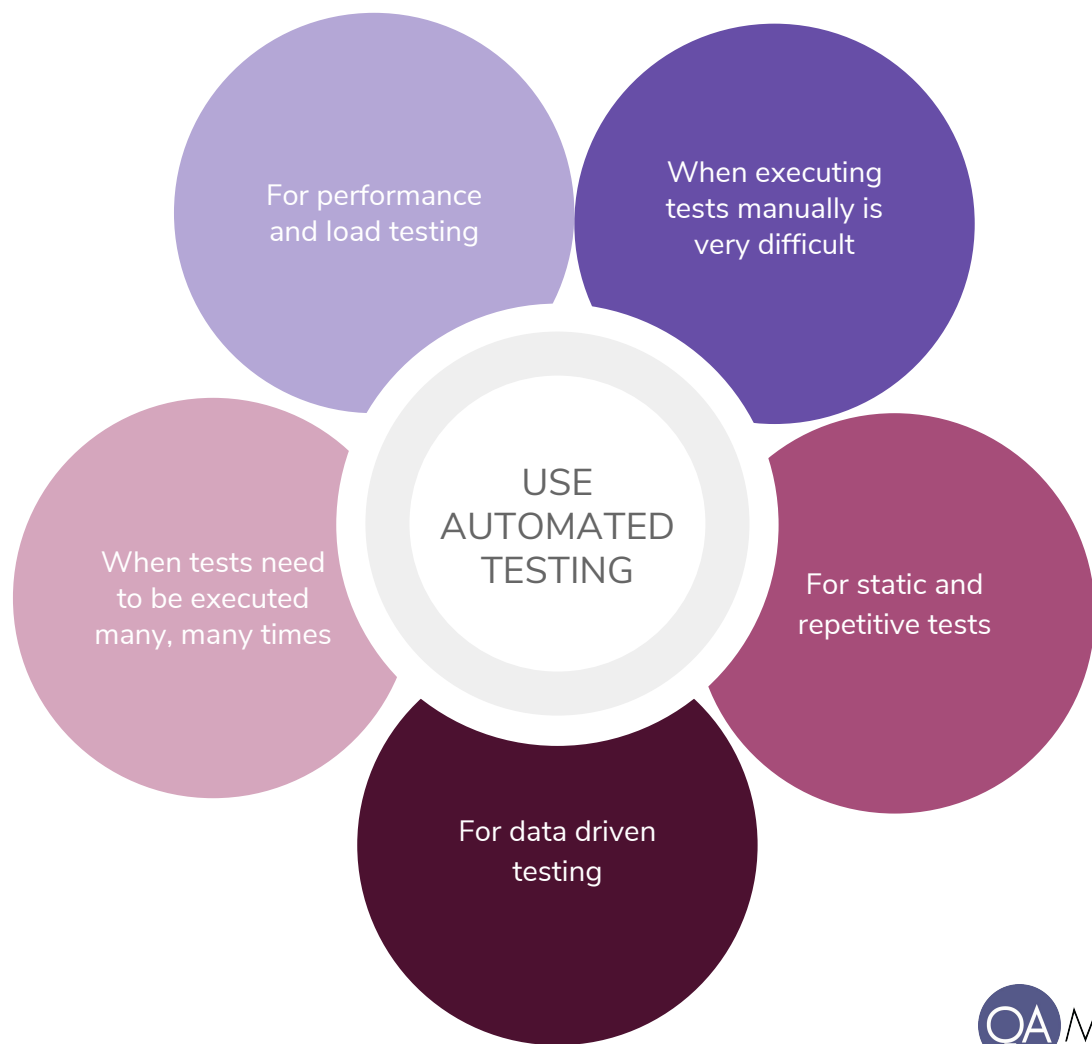 For performance
and load testing
When executing
tests manually is
very difficult
USE
AUTOMATED
TESTING
When tests need
to be executed
many, many times
For static and
repetitive tests
For data driven
testing
QA